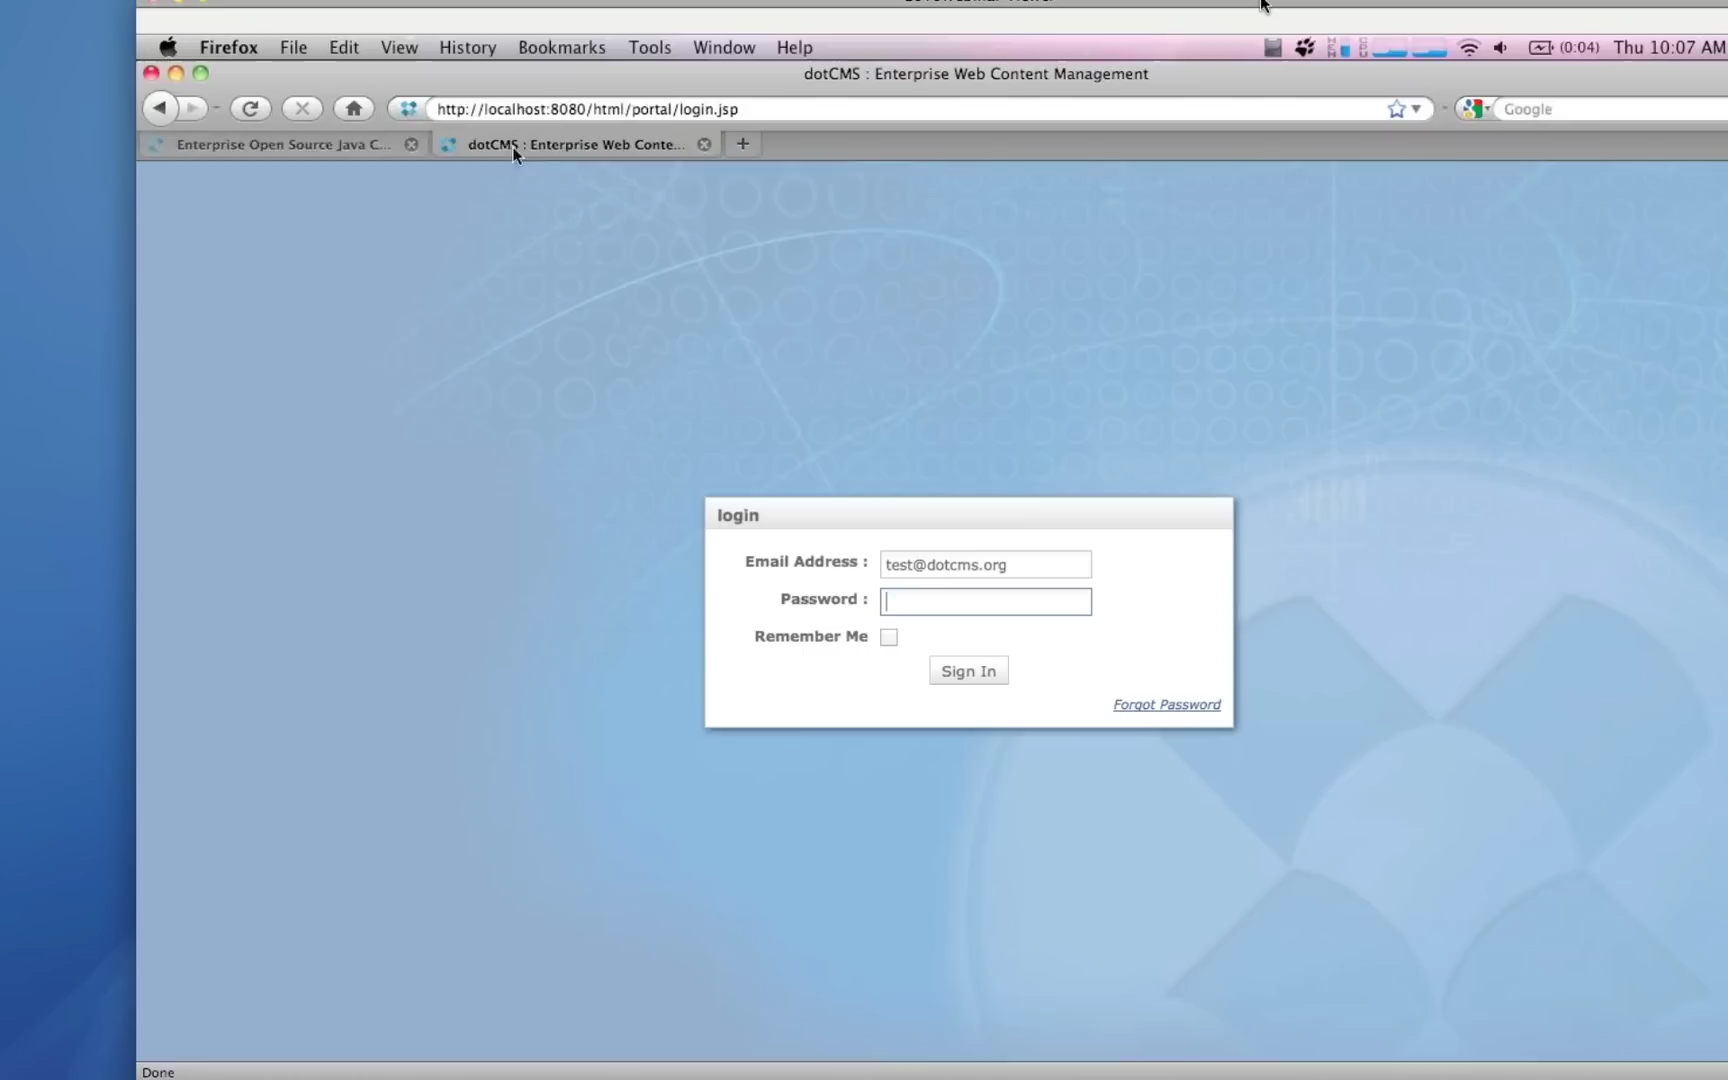 Firefox File Edit View History Bookmarks Tools Window Help (0:04) Thu 10:07 AM
dotCMS : Enterprise Web Content Management
http://localhost:8080/html/portal/login.jsp Google
Enterprise Open Source Java C... dotCMS : Enterprise Web Conte...
login
Email Address : test@dotcms.org
Password :
Remember Me
Sign In
Forgot Password
Done